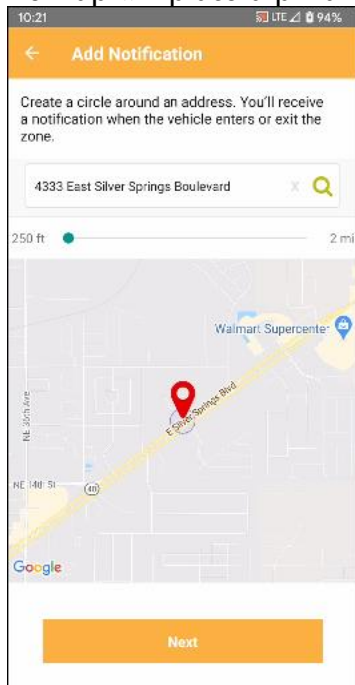 10:21
LTE 94%
Add Notification
Create a circle around an address. You'll receive
a notification when the vehicle enters or exit the
zone.
4333 East Silver Springs Boulevard X
250 ft
2 mi
Walmart Supercenter
E Silver Springs Blvd
NE 36th Ave
NE 14th St
40
Google
Next